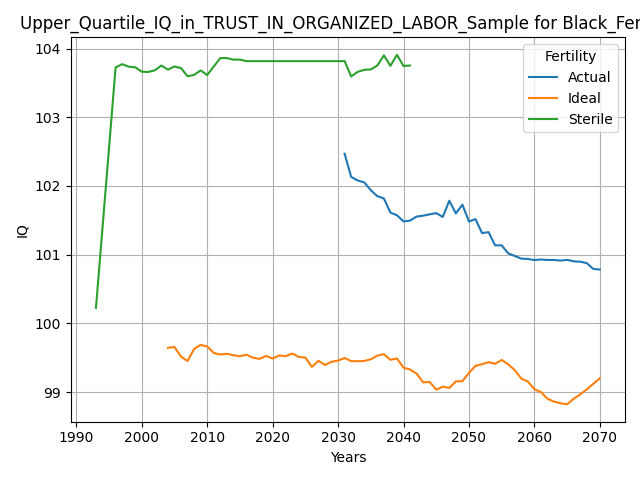 Upper_Quartile_IQ_in_TRUST_IN_ORGANIZED_LABOR_Sample for Black_Fer
Fertility
Actual
Ideal
Sterile
IQ
104
103
102
101
100
99
1990 2000 2010 2020 2030 2040 2050 2060 2070
Years